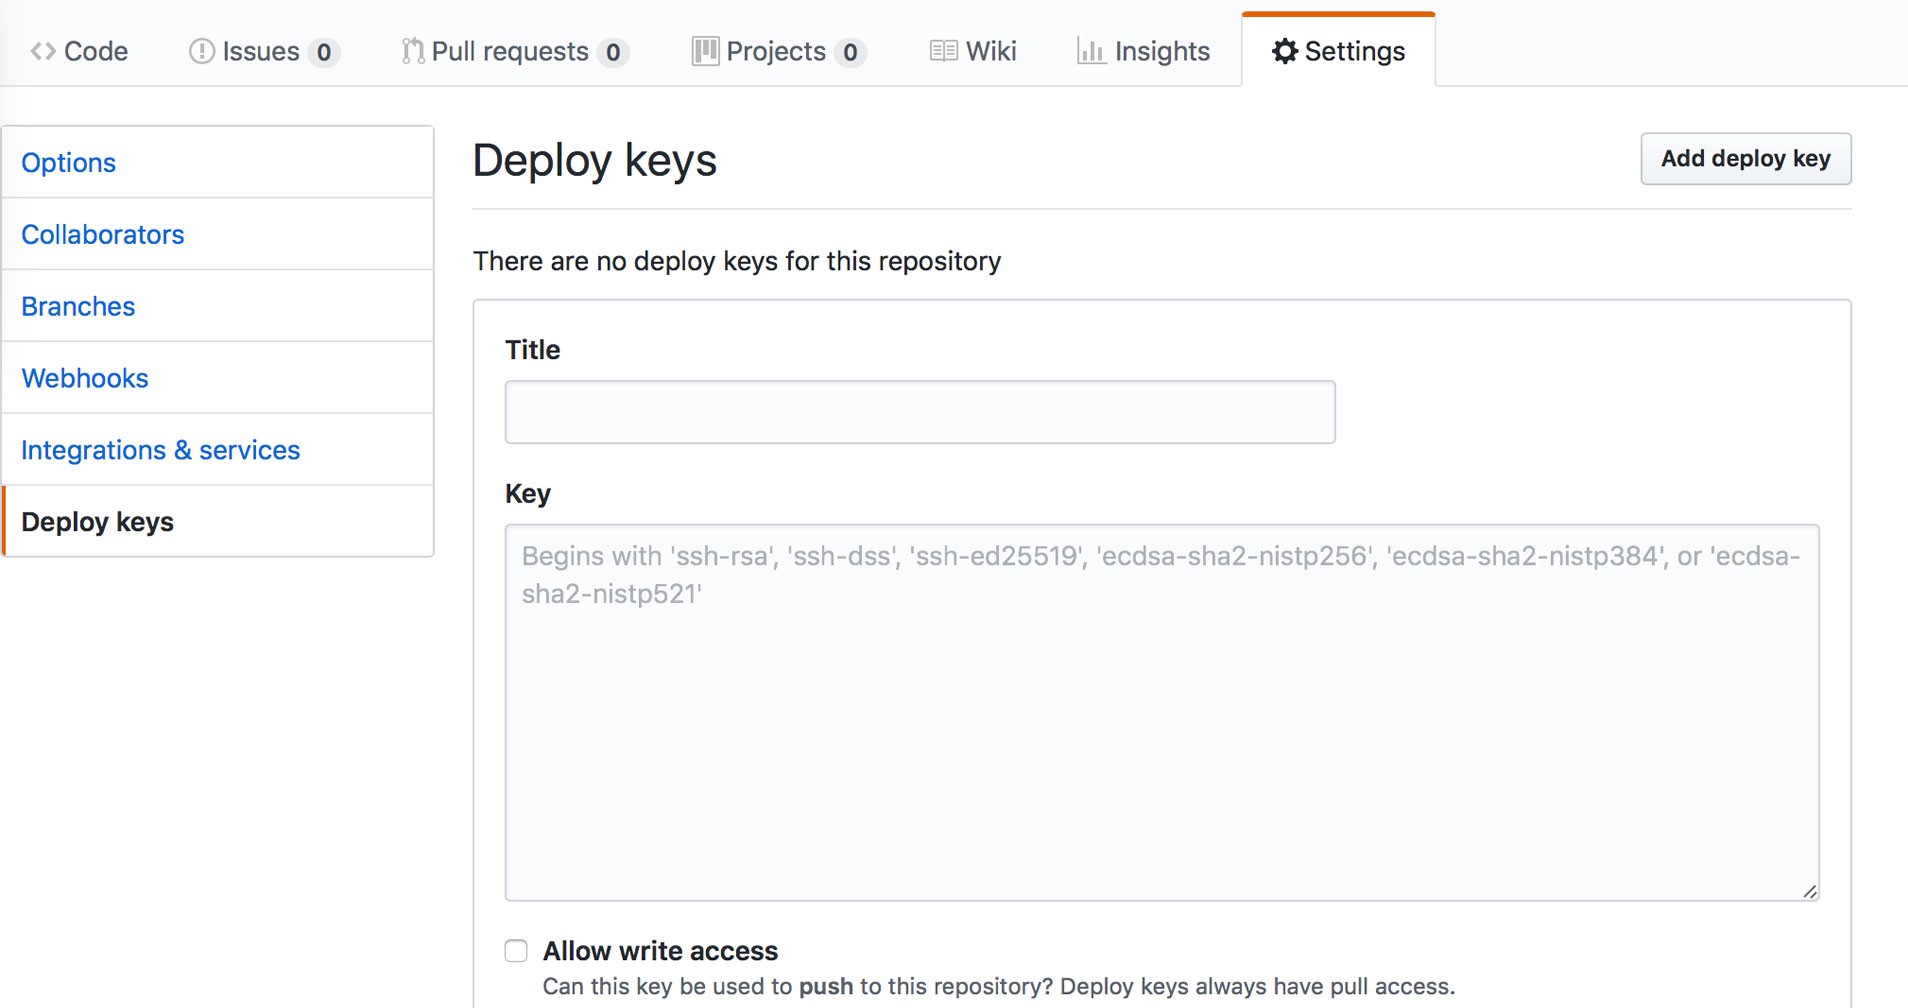 Code Issues 0 Pull requests 0 Projects 0 Wiki Insights Settings
Options
Collaborators
Branches
Webhooks
Integrations & services
Deploy keys
Deploy keys
Add deploy key
There are no deploy keys for this repository
Title
Key
Begins with 'ssh-rsa', 'ssh-dss', 'ssh-ed25519', 'ecdsa-sha2-nistp256', 'ecdsa-sha2-nistp384', or 'ecdsa-
sha2-nistp521'
Allow write access
Can this key be used to push to this repository? Deploy keys always have pull access.